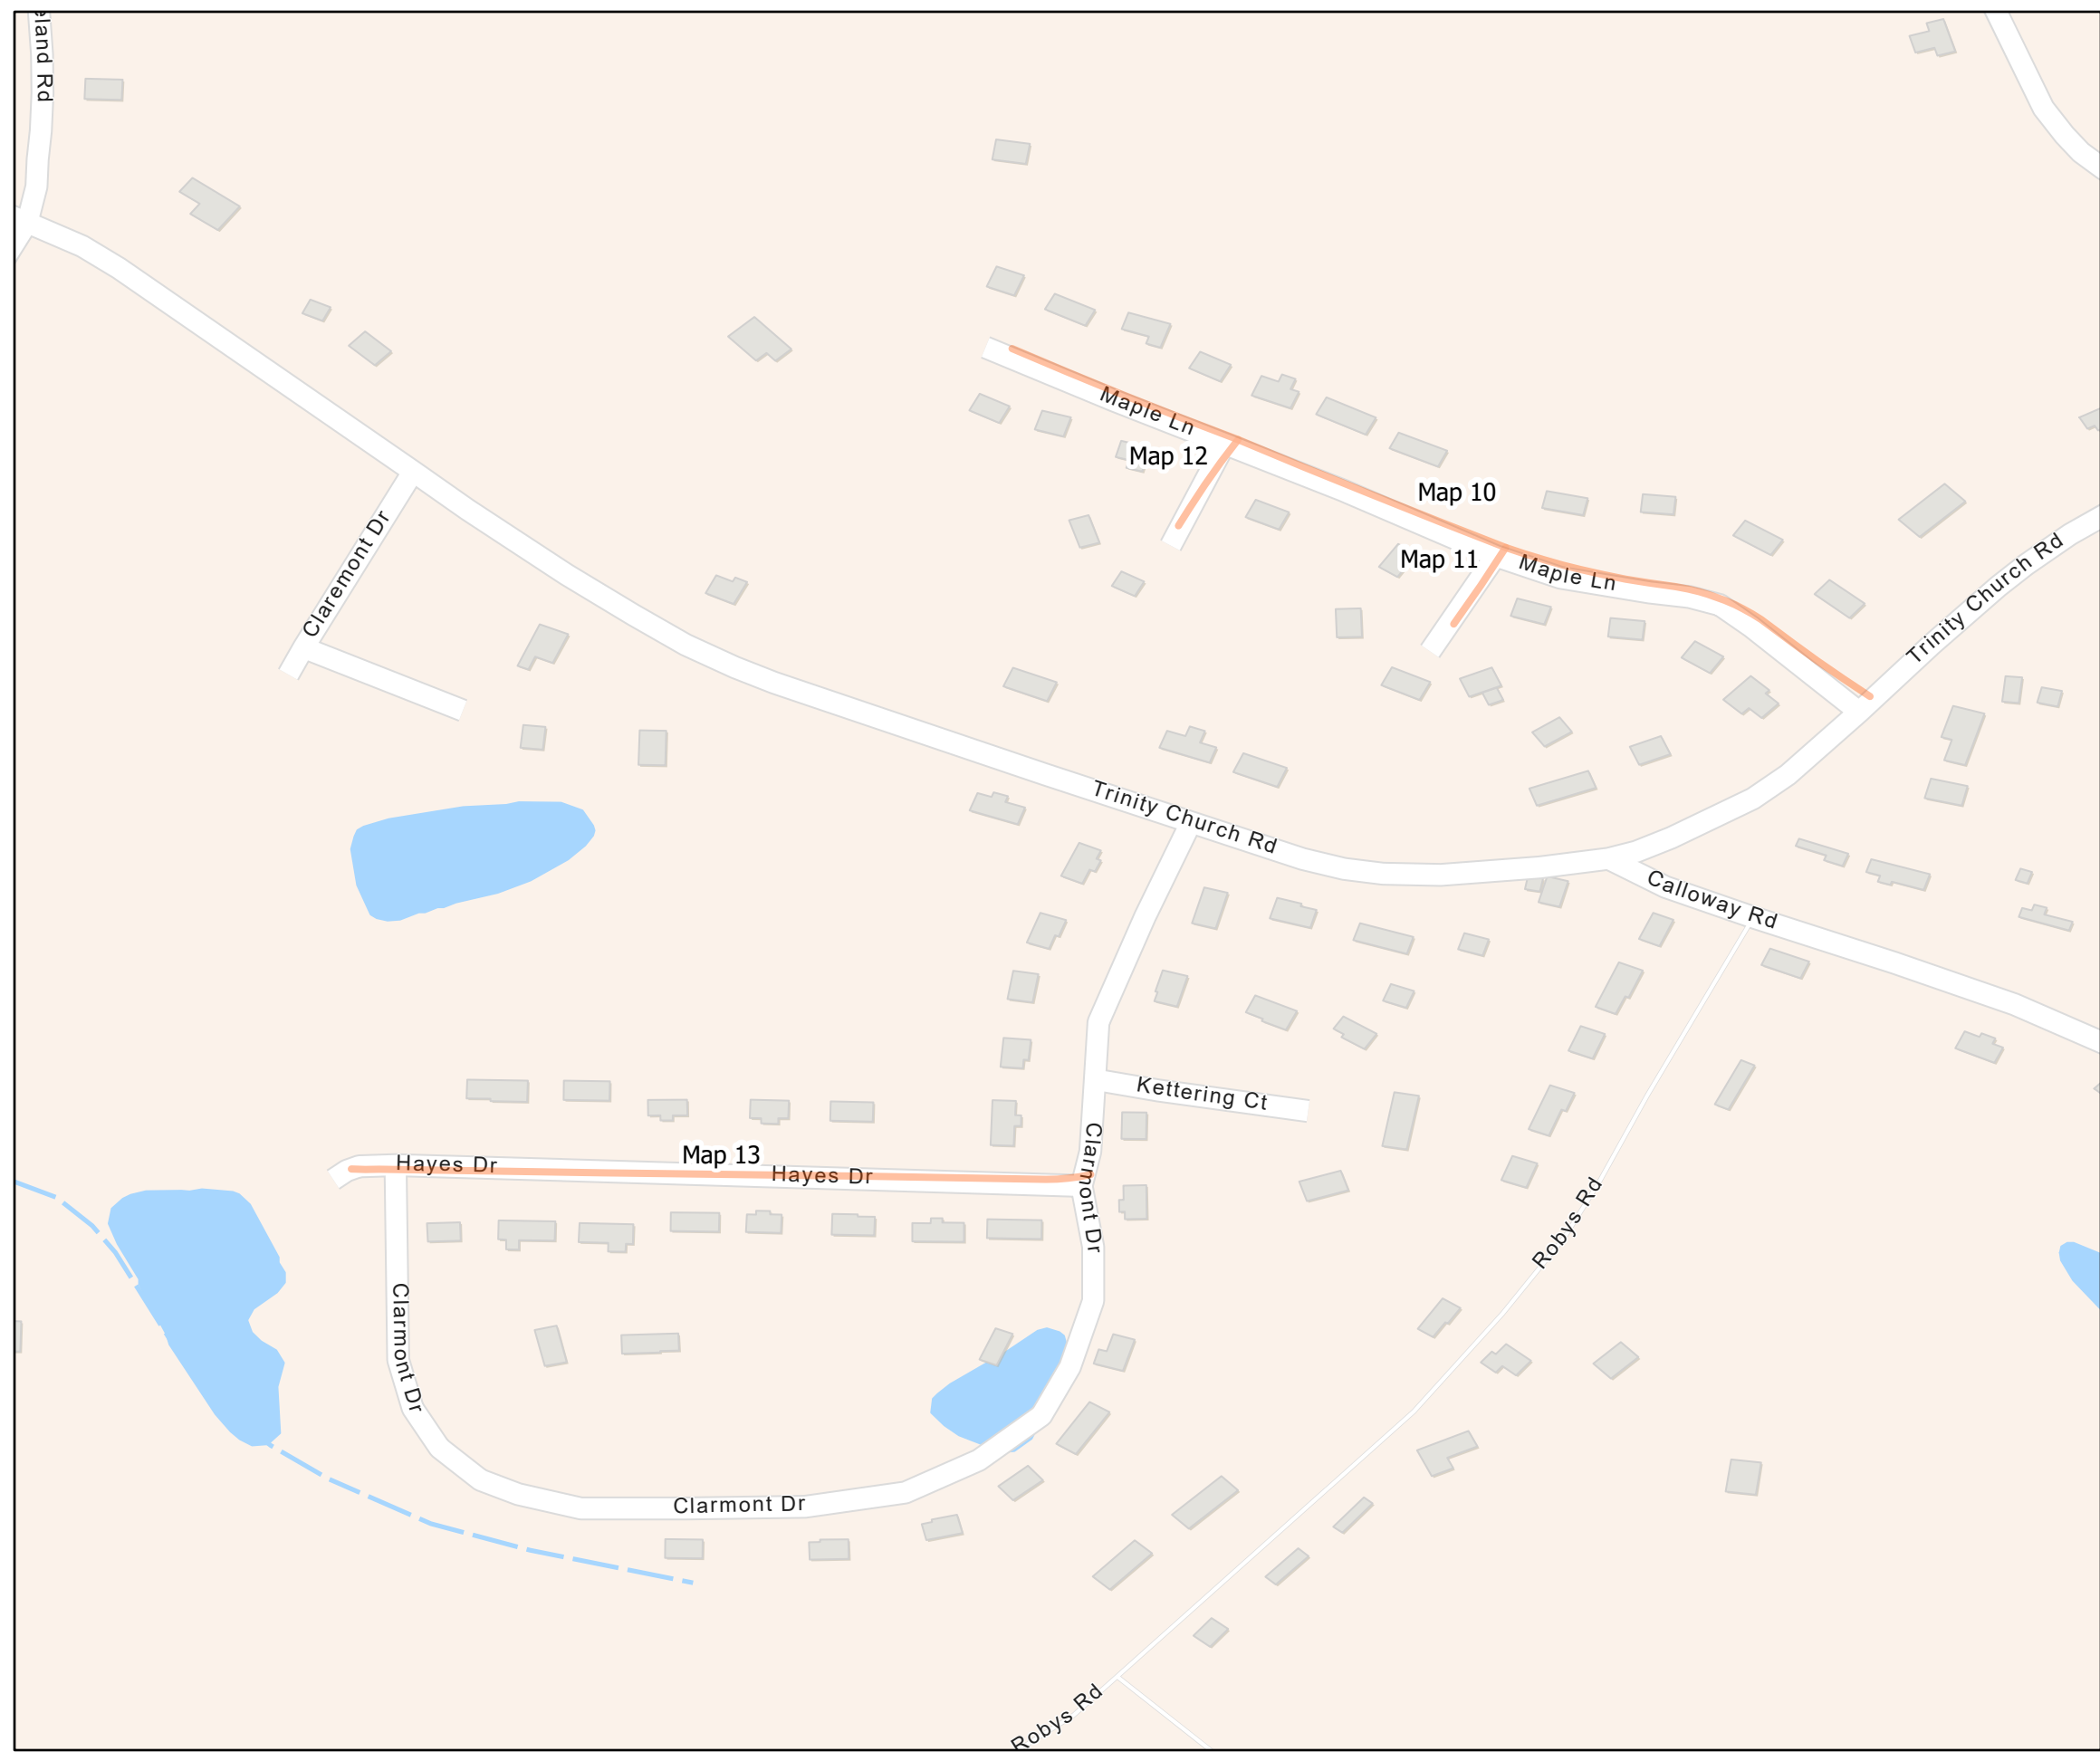 eland Rd
Maple Ln
Map 12
Map 10
Map 11
Maple Ln
Claremont Dr
Trinity Church Rd
Trinity Church Rd
Calloway Rd
Kettering Ct
Clarmont Dr
Map 13
Hayes Dr
Hayes Dr
Robys Rd
Clarmont Dr
Clarmont Dr
Robys Rd